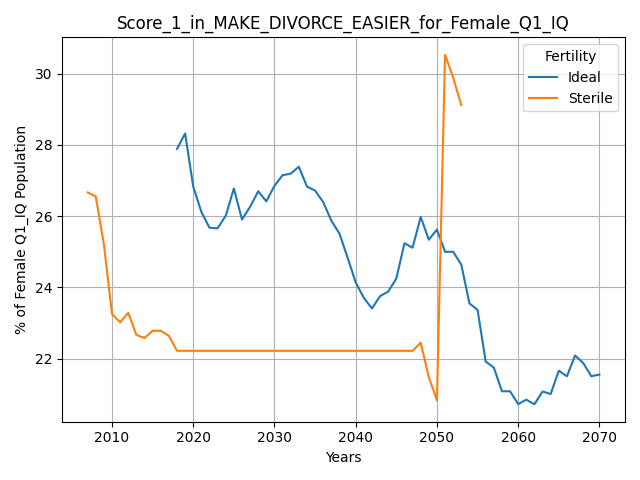 Score_1_in_MAKE_DIVORCE_EASIER_for_Female_Q1_IQ
% of Female Q1_IQ Population
30
28
26
24
22
Fertility
Ideal
Sterile
2010 2020 2030 2040 2050 2060 2070
Years